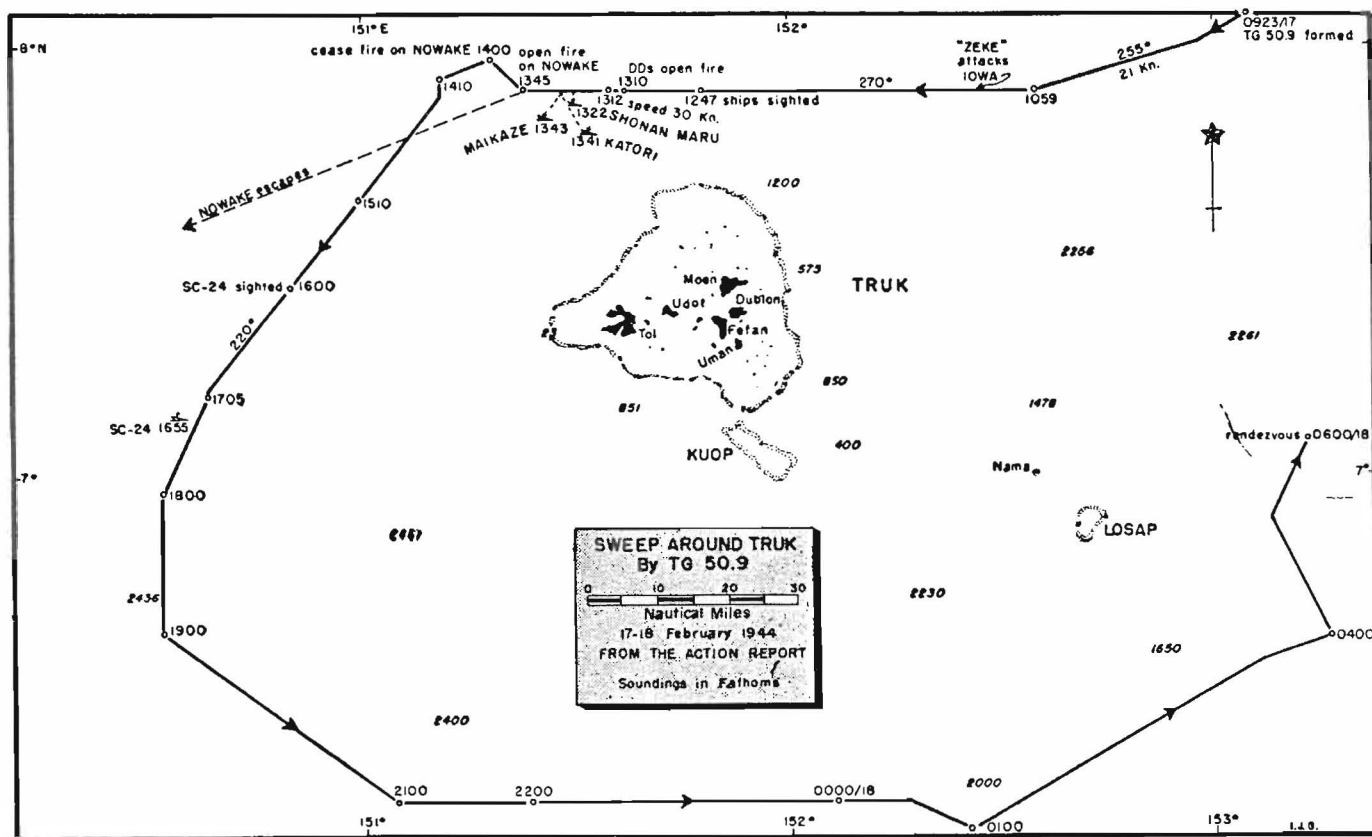 151°E
152°
0923/17
TG 50.9 formed
8°N
cease fire on NOWAKE 1400 open fire
on NOWAKE
1345
DDs open fire
1310
1312
1247 ships sighted
speed 30 Kn.
270°
"ZEKE"
attacks
IOWA
255°
21 Kn.
1059
1410
1322 SHONAN MARU
MAIKAZE 1343
1341 KATORI
NOWAKE escapes
1510
1200
2256
SC-24 sighted
1600
220°
575
TRUK
Moen
Udot
Dublon
Tol
Fefan
Uman
2261
1705
SC-24 1655
851
850
1478
400
KUOP
rendezvous
0600/18
Nama
7°
7°
1800
LOSAP
2436
1900
SWEEP AROUND TRUK
By TG 50.9
0 10 20 30
Nautical Miles
17-18 February 1944
FROM THE ACTION REPORT
Soundings in Fathoms
2230
1650
0400
2400
2100
2200
0000/18
2000
0100
151°
152°
153°